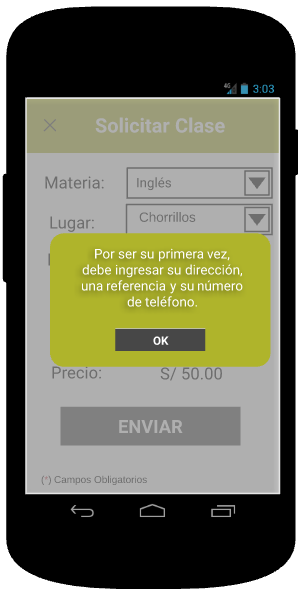 4G 3:03
Solicitar Clase
Materia: Inglés
Lugar: Chorrillos
Por ser su primera vez,
debe ingresar su dirección,
una referencia y su número
de teléfono.
OK
Precio: S/ 50.00
ENVIAR
(*) Campos Obligatorios